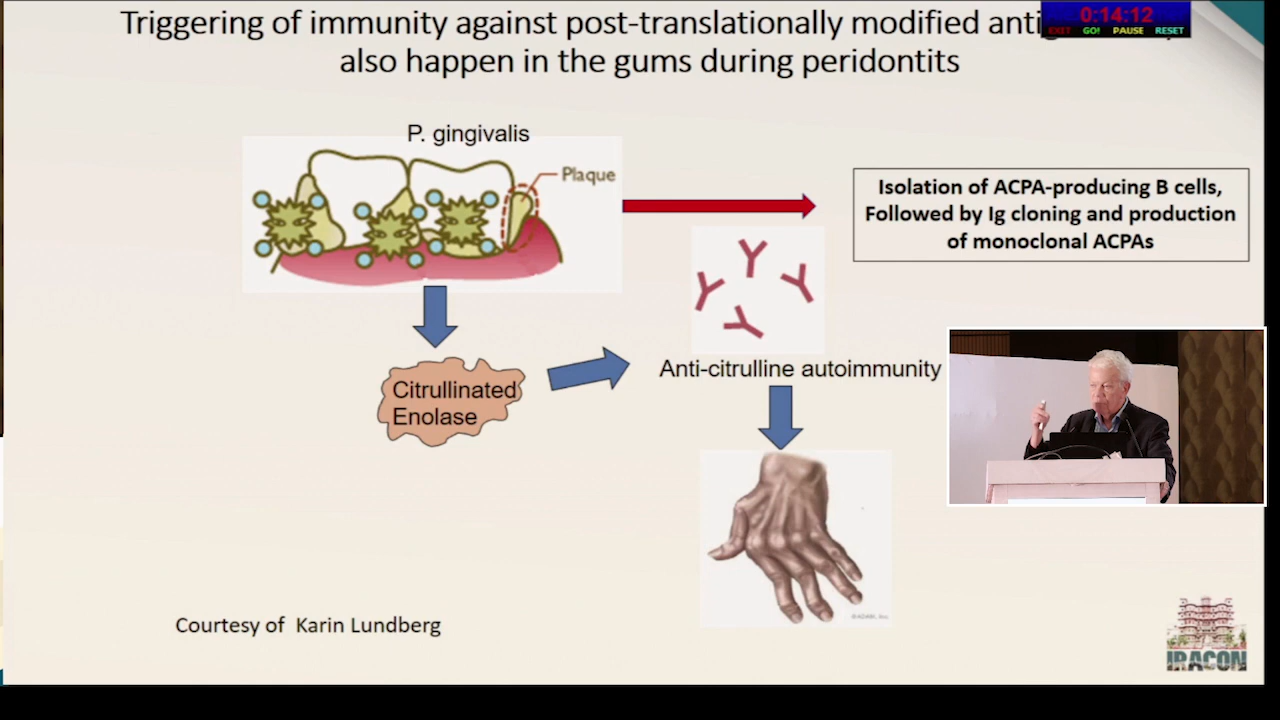 Triggering of immunity against post-translationally modified
also happen in the gums during peridontits
0:14:12
EXIT GO! PAUSE RESET
P. gingivalis
Plaque
Isolation of ACPA-producing B cells,
Followed by Ig cloning and production
of monoclonal ACPAs
Citrullinated
Enolase
Anti-citrulline autoimmunity
Courtesy of Karin Lundberg
IRACON